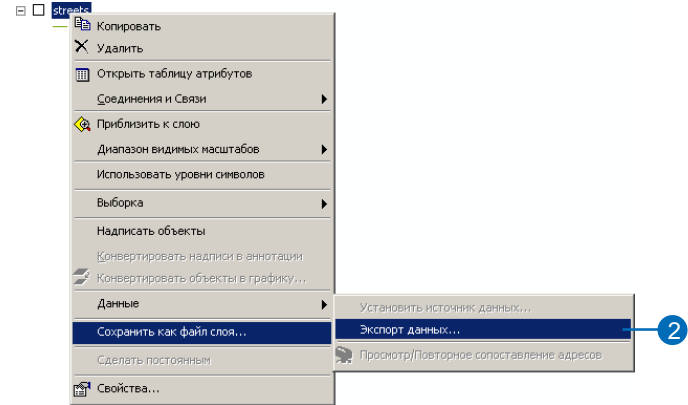 streets
Копировать
Удалить
Открыть таблицу атрибутов
Соединения и Связи
Приблизить к слою
Диапазон видимых масштабов
Использовать уровни символов
Выборка
Надписать объекты
Конвертировать надписи в аннотации
Конвертировать объекты в графику...
Данные
Установить источник данных...
Сохранить как файл слоя...
Экспорт данных...
2
Сделать постоянным
Просмотр/Повторное сопоставление адресов
Свойства...